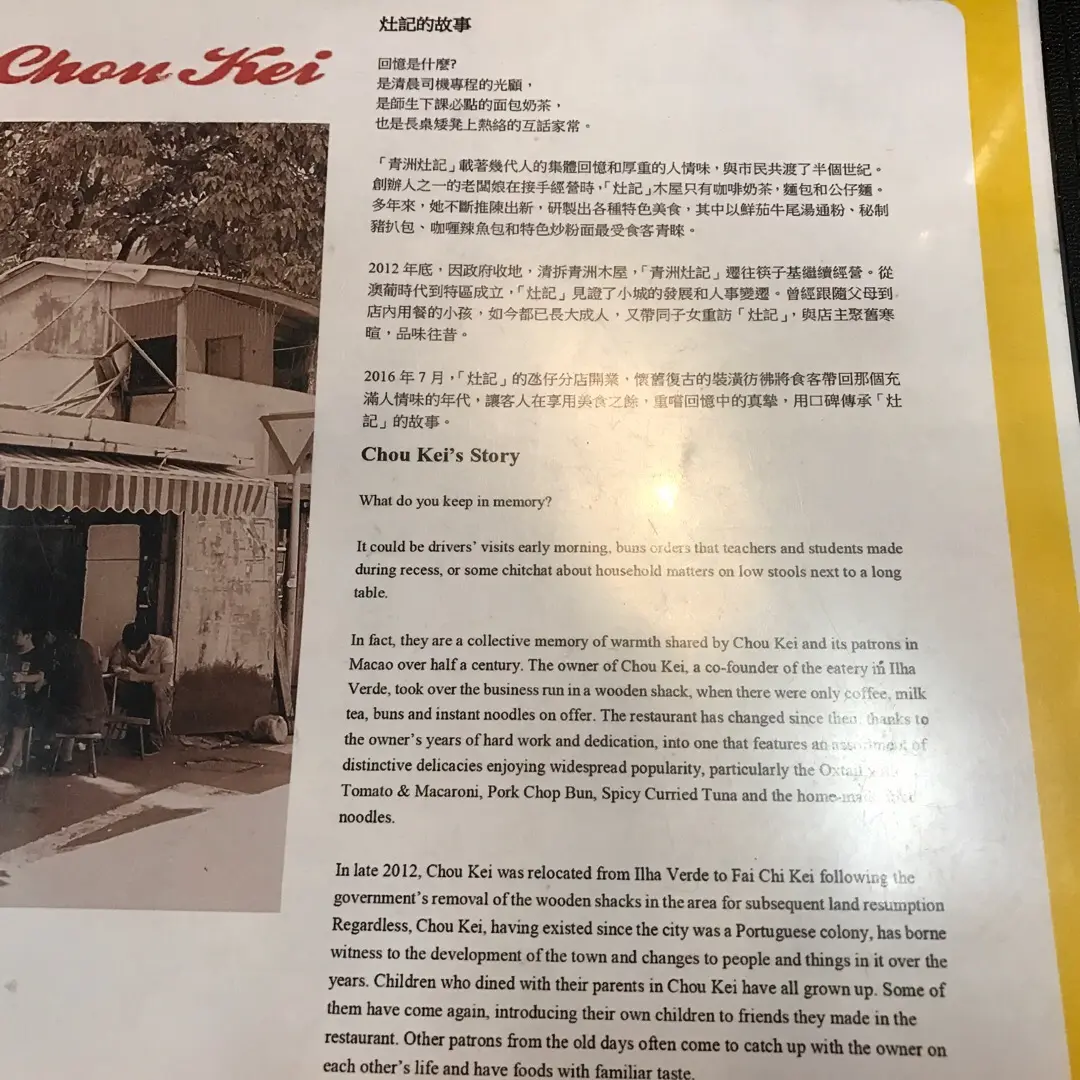 Chou Kei
灶記的故事
回憶是什麼?
是清晨司機專程的光顧，
是師生下課必點的面包奶茶，
也是長桌矮凳上熱絡的互話家常。
「青洲灶記」載著幾代人的集體回憶和厚重的人情味，與市民共渡了半個世紀。
創辦人之一的老闆娘在接手經營時，「灶記」木屋只有咖啡奶茶，麵包和公仔麵。
多年來，她不斷推陳出新，研製出各種特色美食，其中以鮮茄牛尾湯通粉、秘制
豬扒包、咖喱辣魚包和特色炒粉面最受食客青睞。
2012 年底，因政府收地，清拆青洲木屋，「青洲灶記」遷往筷子基繼續經營。從
澳葡時代到特區成立，「灶記」見證了小城的發展和人事變遷。曾經跟隨父母到
店內用餐的小孩，如今都已長大成人，又帶同子女重訪「灶記」，與店主聚舊寒
暄，品味往昔。
2016 年 7 月，「灶記」的氹仔分店開業，懷舊復古的裝潢彷彿將食客帶回那個充
滿人情味的年代，讓客人在享用美食之餘，重嚐回憶中的真摯，用口碑傳承「灶
記」的故事。
Chou Kei's Story
What do you keep in memory?
It could be drivers' visits early morning, buns orders that teachers and students made
during recess, or some chitchat about household matters on low stools next to a long
table.
In fact, they are a collective memory of warmth shared by Chou Kei and its patrons in
Macao over half a century. The owner of Chou Kei, a co-founder of the eatery in Ilha
Verde, took over the business run in a wooden shack, when there were only coffee, milk
tea, buns and instant noodles on offer. The restaurant has changed since then, thanks to
the owner's years of hard work and dedication, into one that features an assortment of
distinctive delicacies enjoying widespread popularity, particularly the Oxtail
Tomato & Macaroni, Pork Chop Bun, Spicy Curried Tuna and the home-made
noodles.
In late 2012, Chou Kei was relocated from Ilha Verde to Fai Chi Kei following the
government's removal of the wooden shacks in the area for subsequent land resumption
Regardless, Chou Kei, having existed since the city was a Portuguese colony, has borne
witness to the development of the town and changes to people and things in it over the
years. Children who dined with their parents in Chou Kei have all grown up. Some of
them have come again, introducing their own children to friends they made in the
restaurant. Other patrons from the old days often come to catch up with the owner on
each other's life and have foods with familiar taste.